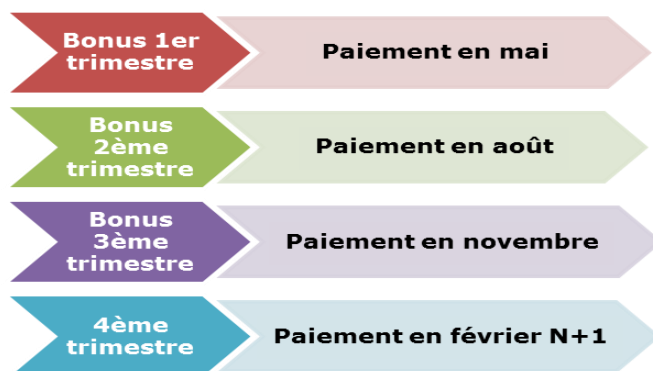 Bonus 1er
trimestre
Paiement en mai
Bonus
2ème
trimestre
Paiement en août
Bonus
3ème
trimestre
Paiement en novembre
4ème
trimestre
Paiement en février N+1